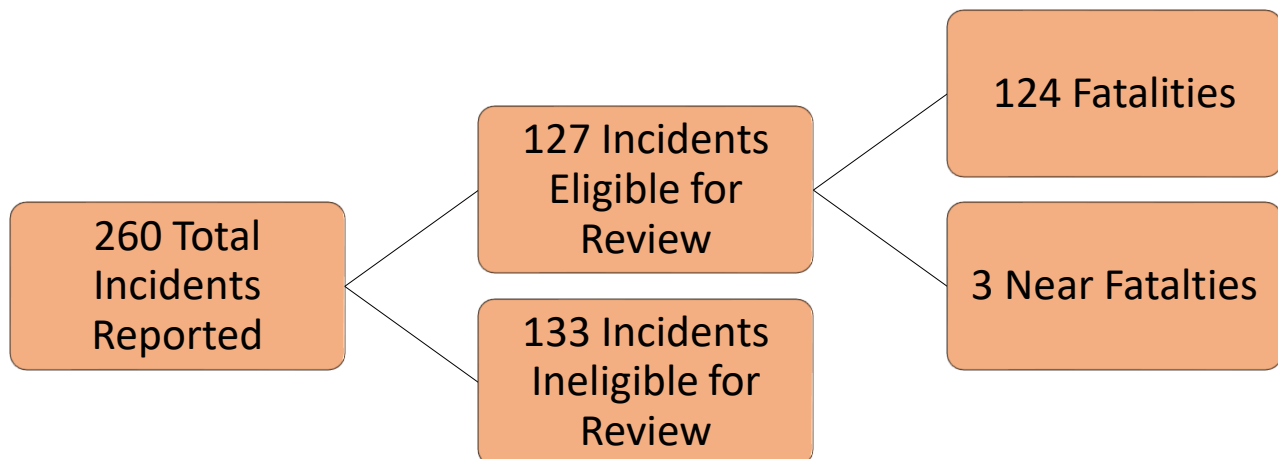 260 Total
Incidents
Reported
127 Incidents
Eligible for
Review
133 Incidents
Ineligible for
Review
124 Fatalities
3 Near Fatalties